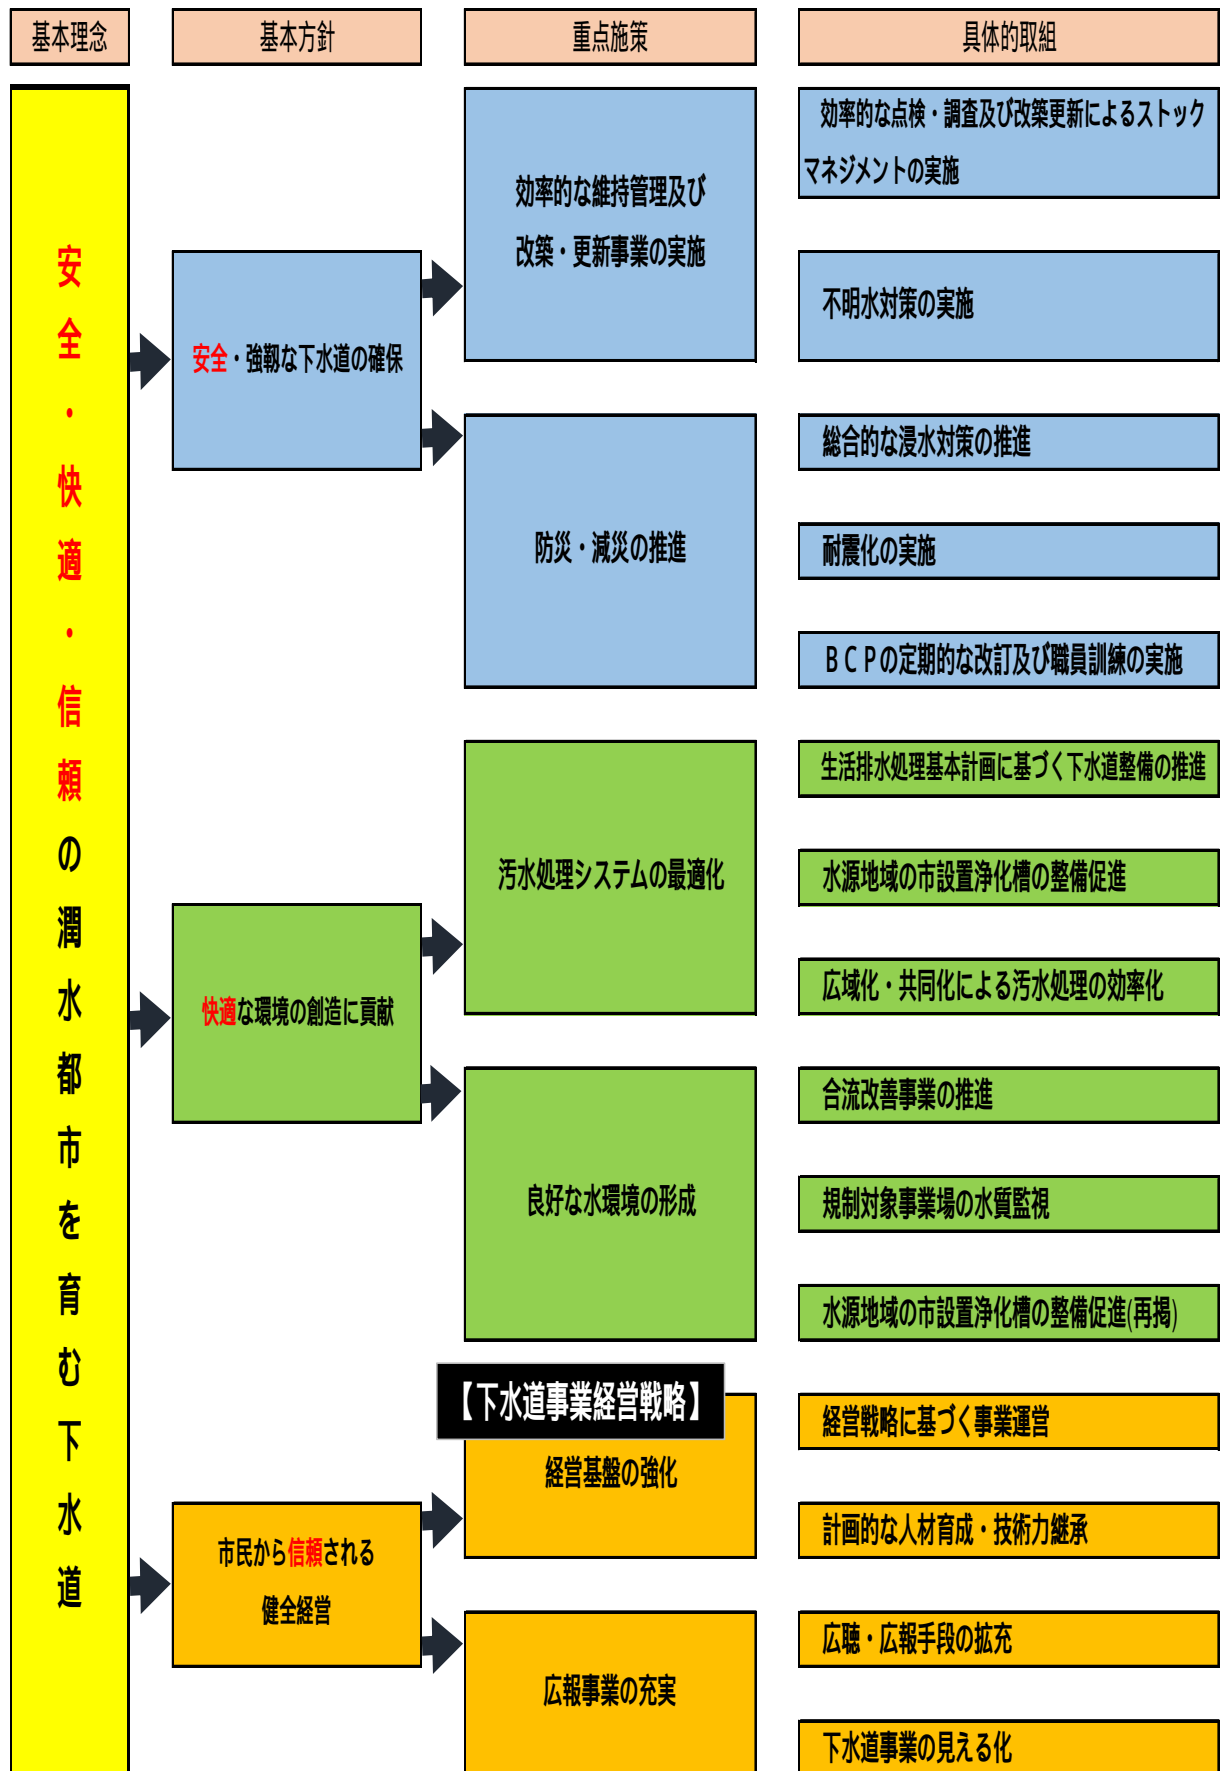 基本理念
基本方針
重点施策
具体的取組
安全・快適・信頼の潤水都市を育む下水道
安全・強靱な下水道の確保
効率的な維持管理及び
改築・更新事業の実施
効率的な点検・調査及び改築更新によるストック
マネジメントの実施
不明水対策の実施
防災・減災の推進
総合的な浸水対策の推進
耐震化の実施
ＢＣＰの定期的な改訂及び職員訓練の実施
快適な環境の創造に貢献
汚水処理システムの最適化
生活排水処理基本計画に基づく下水道整備の推進
水源地域の市設置浄化槽の整備促進
広域化・共同化による汚水処理の効率化
良好な水環境の形成
合流改善事業の推進
規制対象事業場の水質監視
水源地域の市設置浄化槽の整備促進(再掲)
市民から信頼される
健全経営
【下水道事業経営戦略】
経営基盤の強化
経営戦略に基づく事業運営
計画的な人材育成・技術力継承
広報事業の充実
広聴・広報手段の拡充
下水道事業の見える化